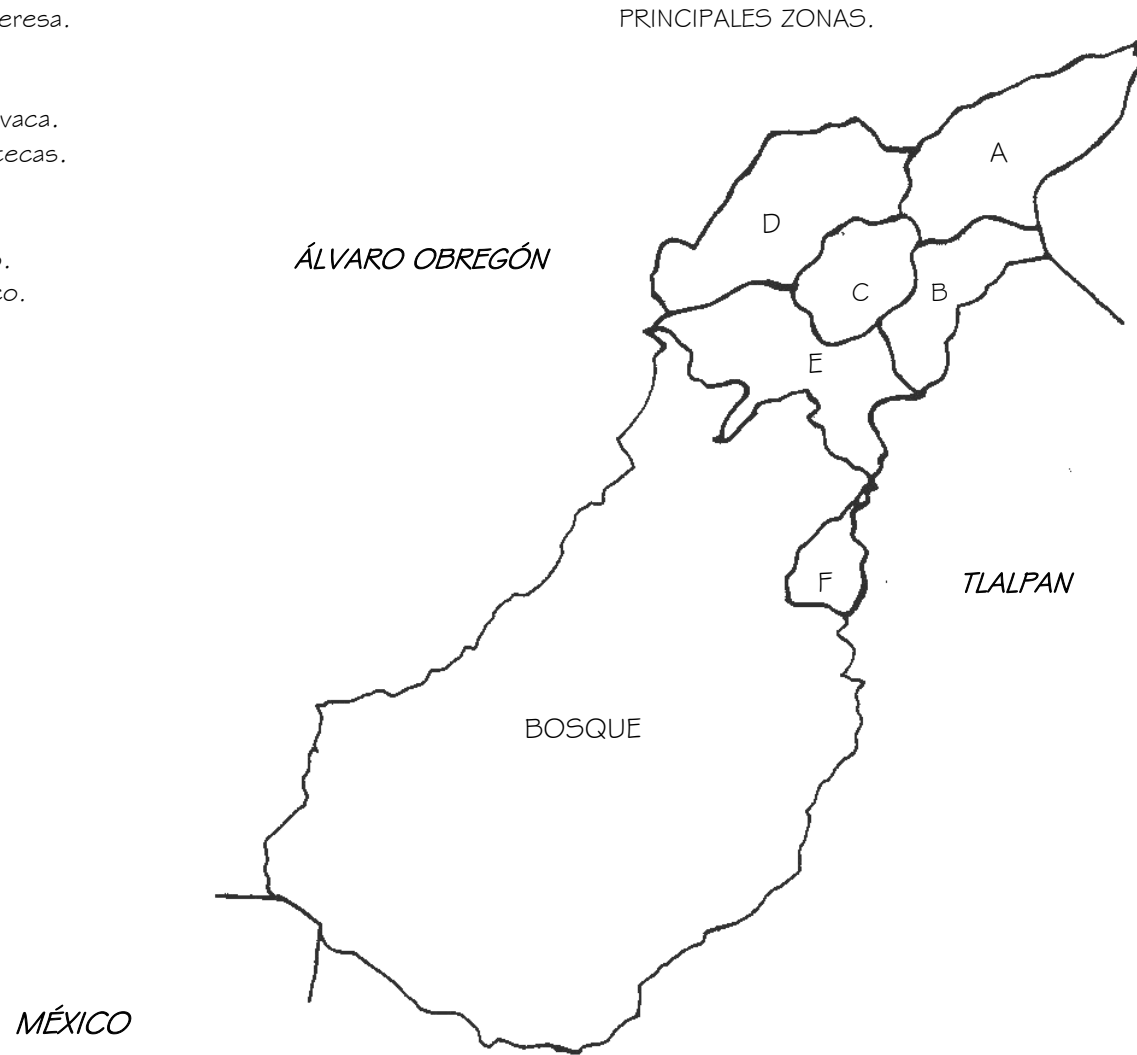 eresa.
PRINCIPALES ZONAS.
vaca.
tecas.
A
D
ÁLVARO OBREGÓN
o.
co.
C
B
E
F
TLALPAN
BOSQUE
MÉXICO